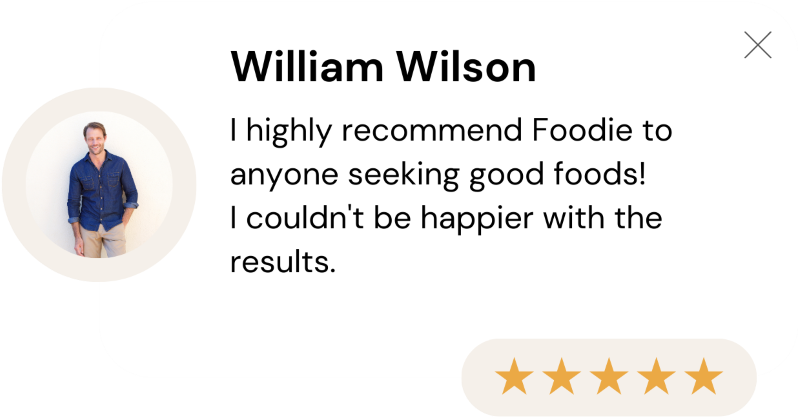 William Wilson
I highly recommend Foodie to
anyone seeking good foods!
I couldn't be happier with the
results.